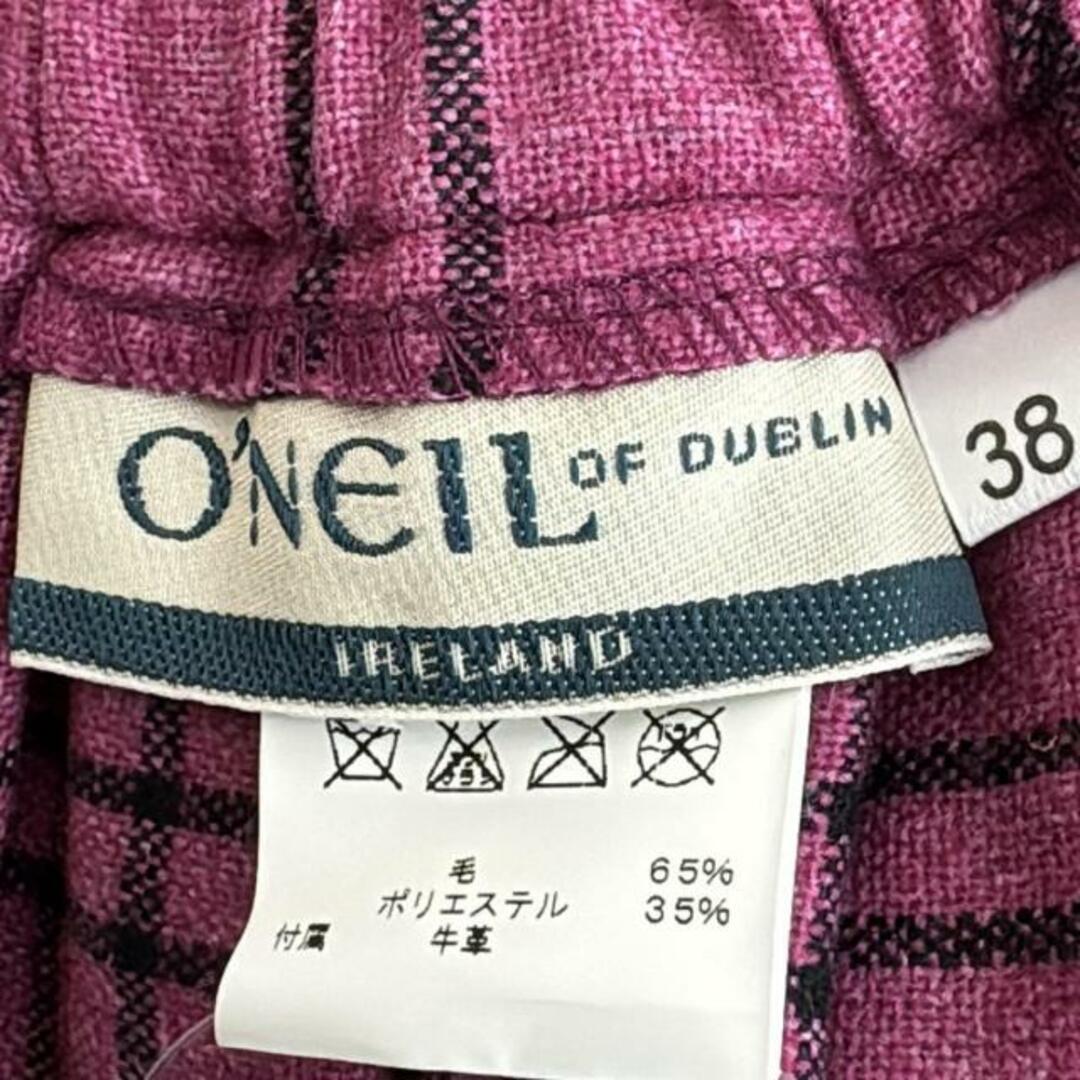 O'NEIL OF DUBLIN
38
IRELAND
毛 65%
ポリエステル 35%
付属 牛革